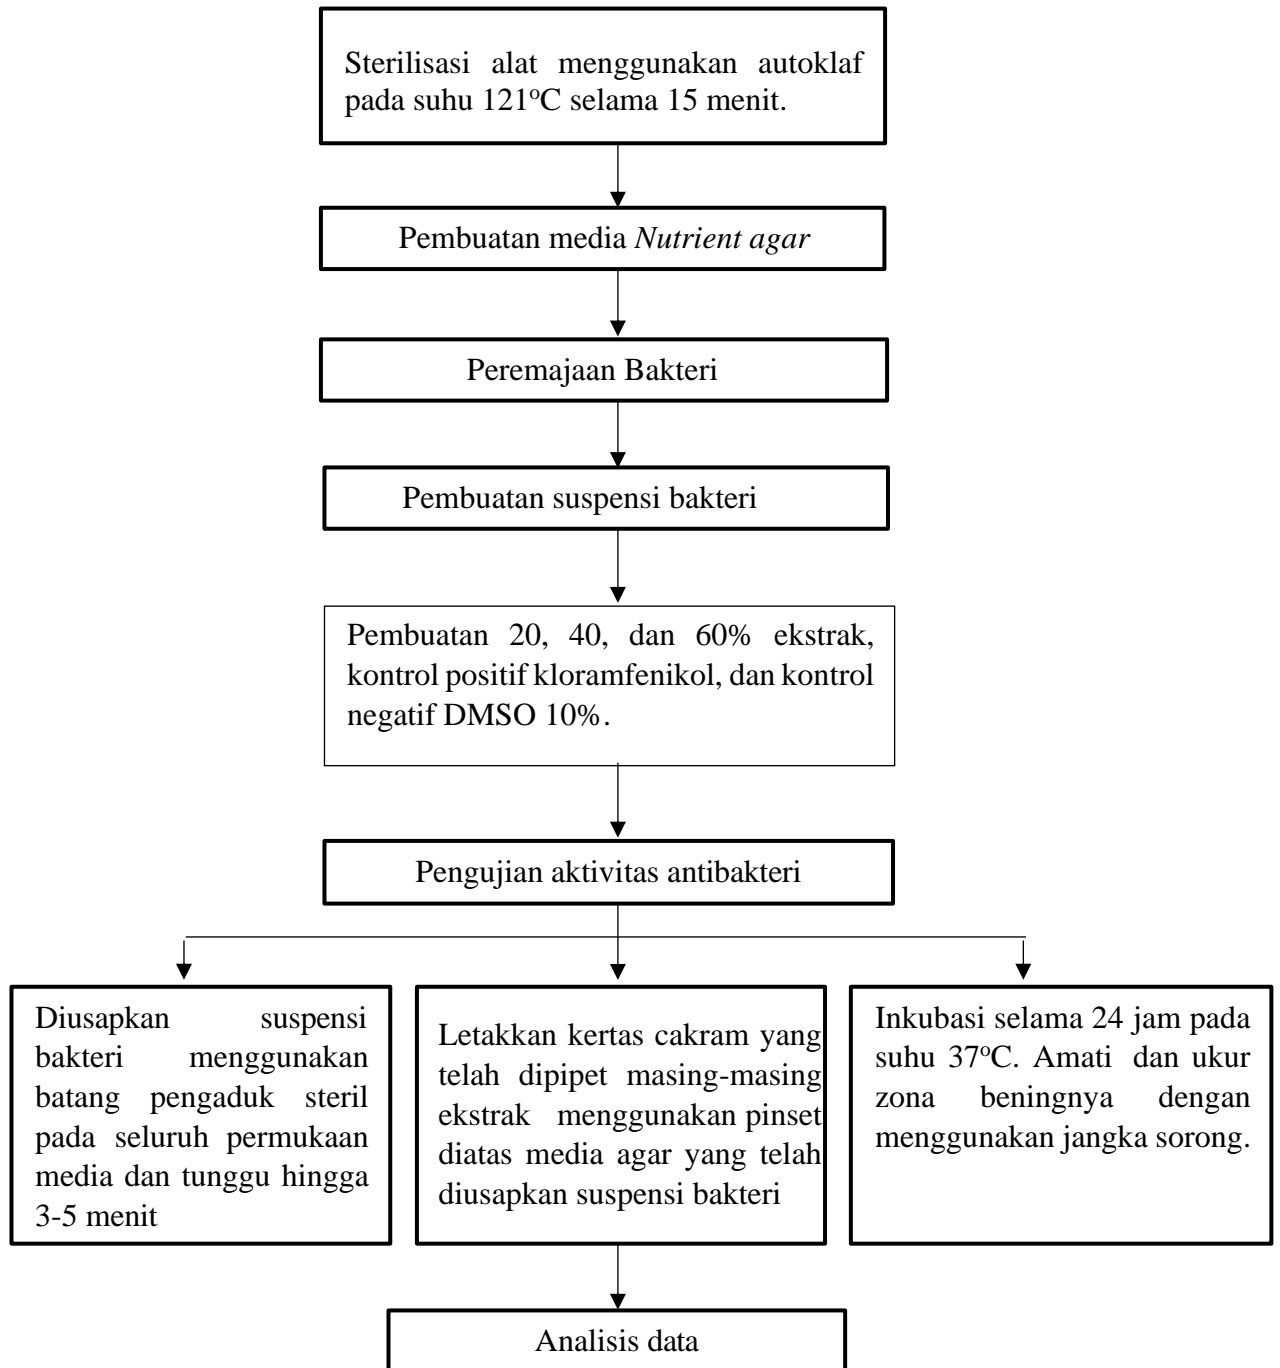 Sterilisasi alat menggunakan autoklaf
pada suhu 121°C selama 15 menit.
Pembuatan media Nutrient agar
Peremajaan Bakteri
Pembuatan suspensi bakteri
Pembuatan 20, 40, dan 60% ekstrak,
kontrol positif kloramfenikol, dan kontrol
negatif DMSO 10%.
Pengujian aktivitas antibakteri
Diusapkan suspensi
bakteri menggunakan
batang pengaduk steril
pada seluruh permukaan
media dan tunggu hingga
3-5 menit
Letakkan kertas cakram yang
telah dipipet masing-masing
ekstrak menggunakan pinset
diatas media agar yang telah
diusapkan suspensi bakteri
Inkubasi selama 24 jam pada
suhu 37°C. Amati dan ukur
zona beningnya dengan
menggunakan jangka sorong.
Analisis data